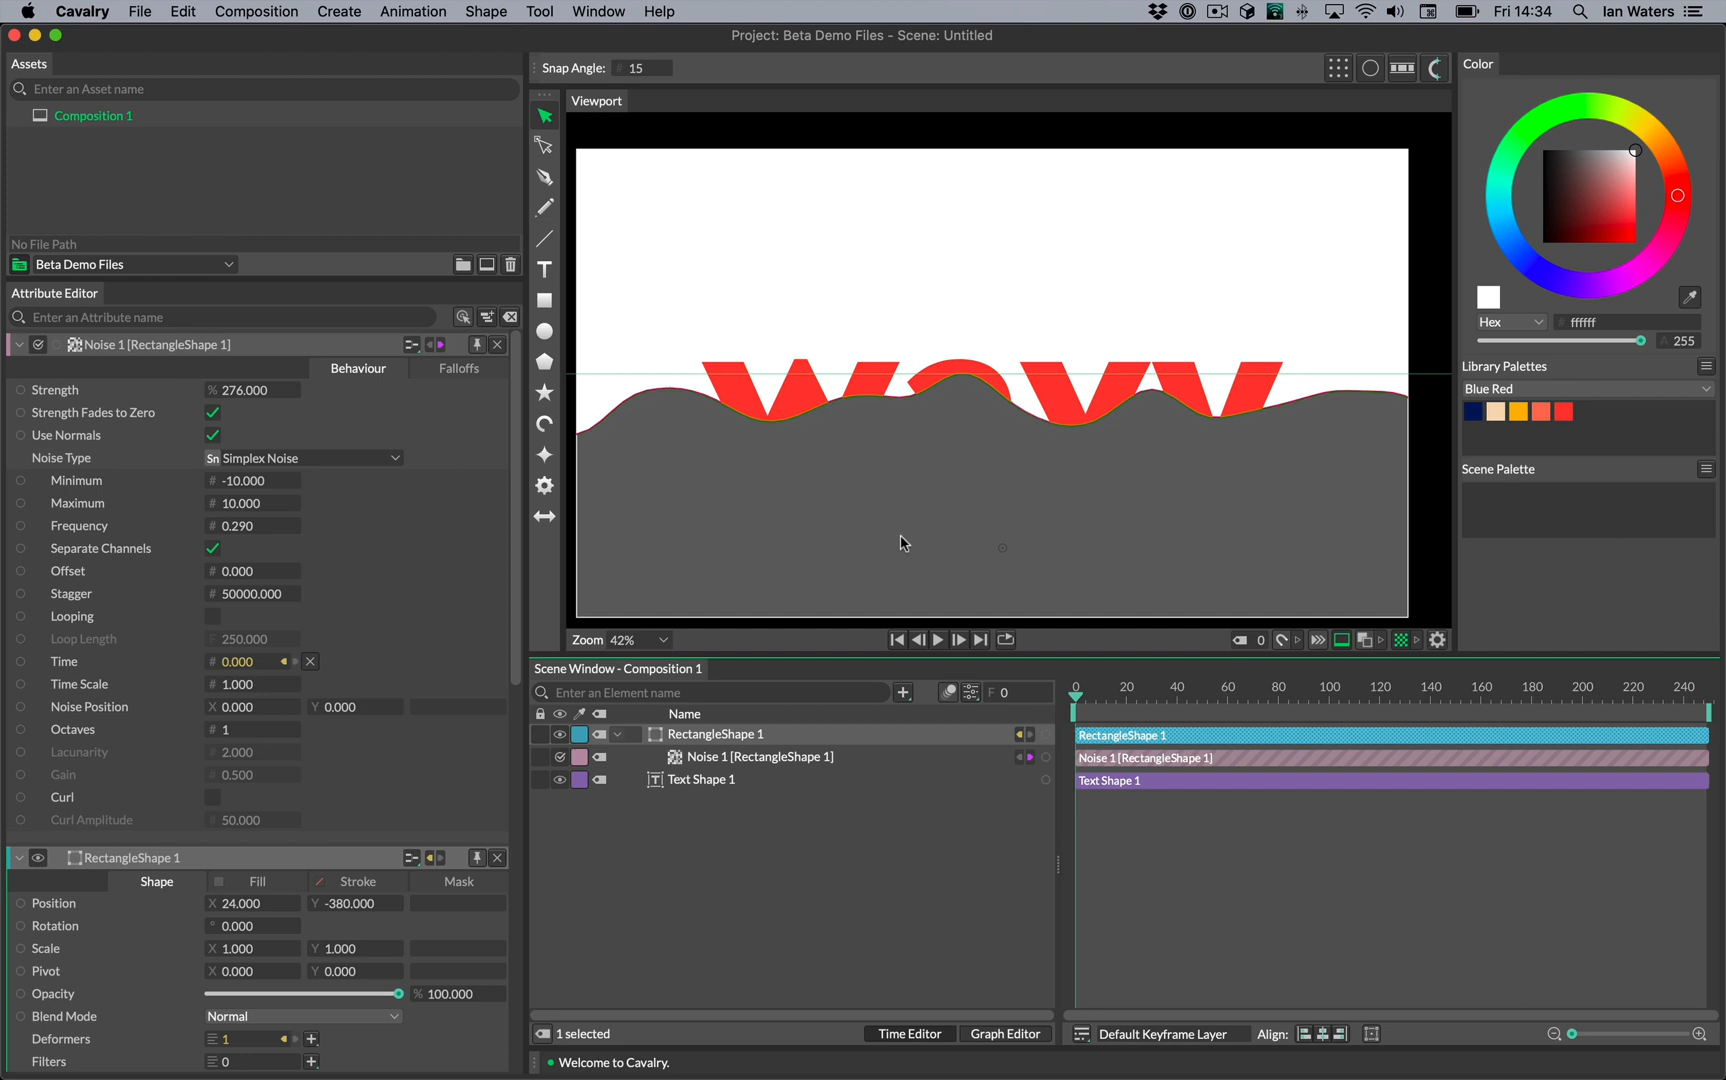 Cavalry File Edit Composition Create Animation Shape Tool Window Help Fri 14:34 Ian Waters
Project: Beta Demo Files - Scene: Untitled
Assets
Enter an Asset name
Composition 1
No File Path
Beta Demo Files
Attribute Editor
Enter an Attribute name
Noise 1 [RectangleShape 1]
Behaviour Falloffs
Strength % 276.000
Strength Fades to Zero
Use Normals
Noise Type Sn Simplex Noise
Minimum # -10.000
Maximum # 10.000
Frequency # 0.290
Separate Channels
Offset # 0.000
Stagger # 50000.000
Looping
Loop Length F 250.000
Time # 0.000
Time Scale # 1.000
Noise Position X 0.000 Y 0.000
Octaves # 1
Lacunarity # 2.000
Gain # 0.500
Curl
Curl Amplitude # 50.000
RectangleShape 1
Shape Fill Stroke Mask
Position X 24.000 Y -380.000
Rotation ° 0.000
Scale X 1.000 Y 1.000
Pivot X 0.000 Y 0.000
Opacity % 100.000
Blend Mode Normal
Deformers 1
Filters 0
Snap Angle: # 15
Viewport
Zoom 42%
0
Scene Window - Composition 1
Enter an Element name
F 0
Name
RectangleShape 1
Noise 1 [RectangleShape 1]
Text Shape 1
0 20 40 60 80 100 120 140 160 180 200 220 240
RectangleShape 1
Noise 1 [RectangleShape 1]
Text Shape 1
1 selected
Time Editor Graph Editor
Default Keyframe Layer Align:
Welcome to Cavalry.
Color
Hex # ffffff
A 255
Library Palettes
Blue Red
Scene Palette